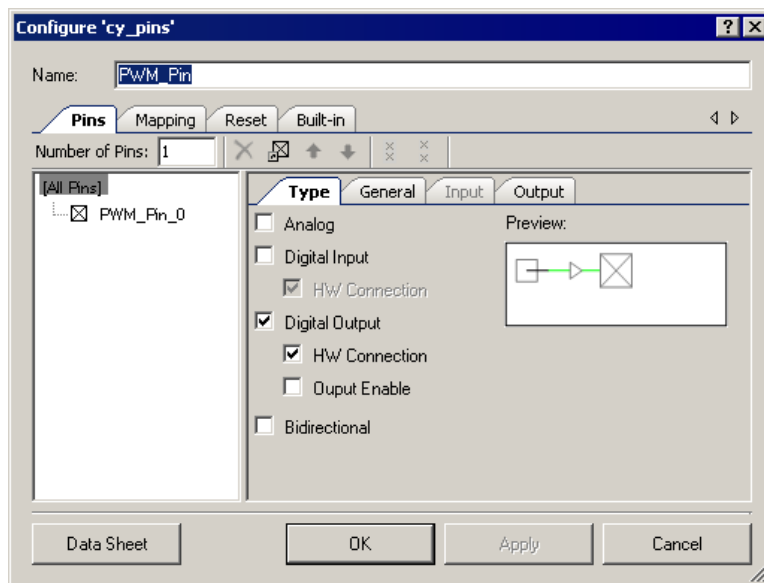 Configure 'cy_pins'
Name: PWM_Pin
Pins Mapping Reset Built-in
Number of Pins: 1
[All Pins]
PWM_Pin_0
Type General Input Output
Analog
Preview:
Digital Input
HW Connection
Digital Output
HW Connection
Ouput Enable
Bidirectional
Data Sheet OK Apply Cancel